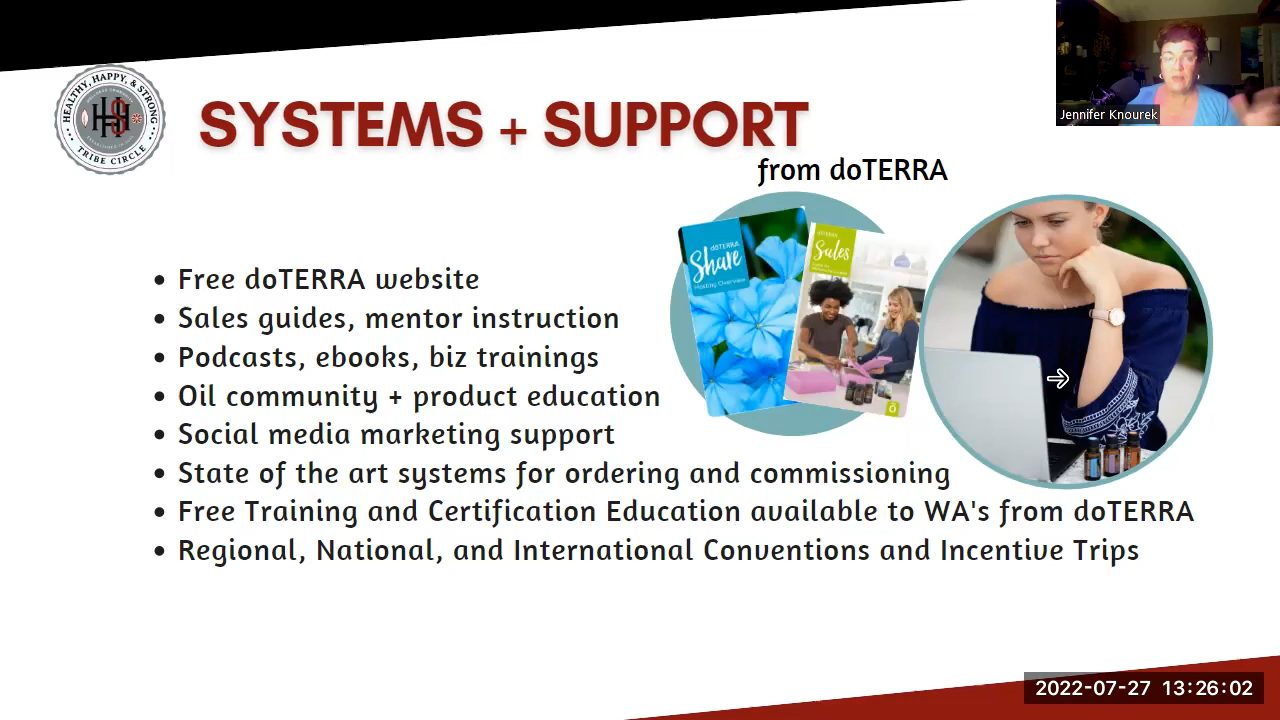 Jennifer Knourek
HEALTHY, HAPPY, & STRONG
TRIBE CIRCLE
SYSTEMS + SUPPORT
from doTERRA
dōTERRA
Share
Hosting Overview
Sales
• Free doTERRA website
• Sales guides, mentor instruction
• Podcasts, ebooks, biz trainings
• Oil community + product education
• Social media marketing support
• State of the art systems for ordering and commissioning
• Free Training and Certification Education available to WA's from doTERRA
• Regional, National, and International Conventions and Incentive Trips
2022-07-27 13:26:02